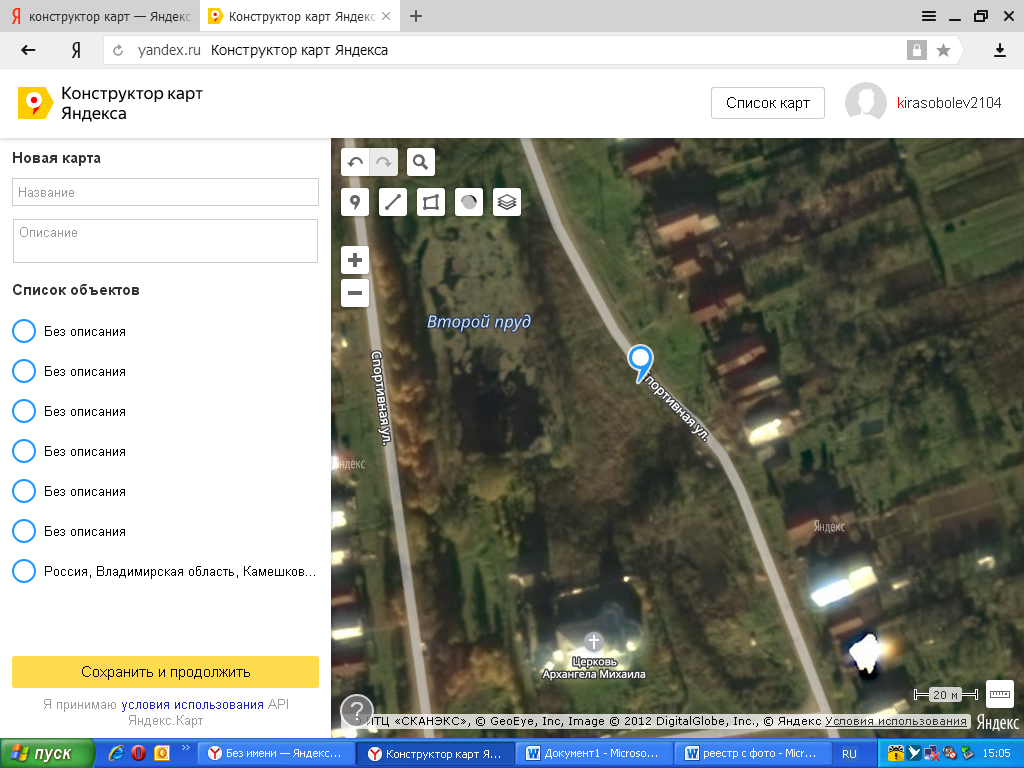 конструктор карт — Яндекс
Конструктор карт Яндекс
yandex.ru Конструктор карт Яндекса
Конструктор карт
Яндекса
Список карт
kirasobolev2104
Новая карта
Название
Описание
Список объектов
Без описания
Без описания
Без описания
Без описания
Без описания
Без описания
Россия, Владимирская область, Камешков...
Сохранить и продолжить
Я принимаю условия использования API
Яндекс.Карт
Второй пруд
Спортивная ул.
Спортивная ул.
Яндекс
Яндекс
Церковь
Архангела Михаила
20 м
ИТЦ «СКАНЭКС», © GeoEye, Inc, Image © 2012 DigitalGlobe, Inc., © Яндекс Условия использования
Яндекс
пуск
Без имени — Яндекс...
Конструктор карт Я...
Документ1 - Microso...
реестр с фото - Micr...
RU
15:05